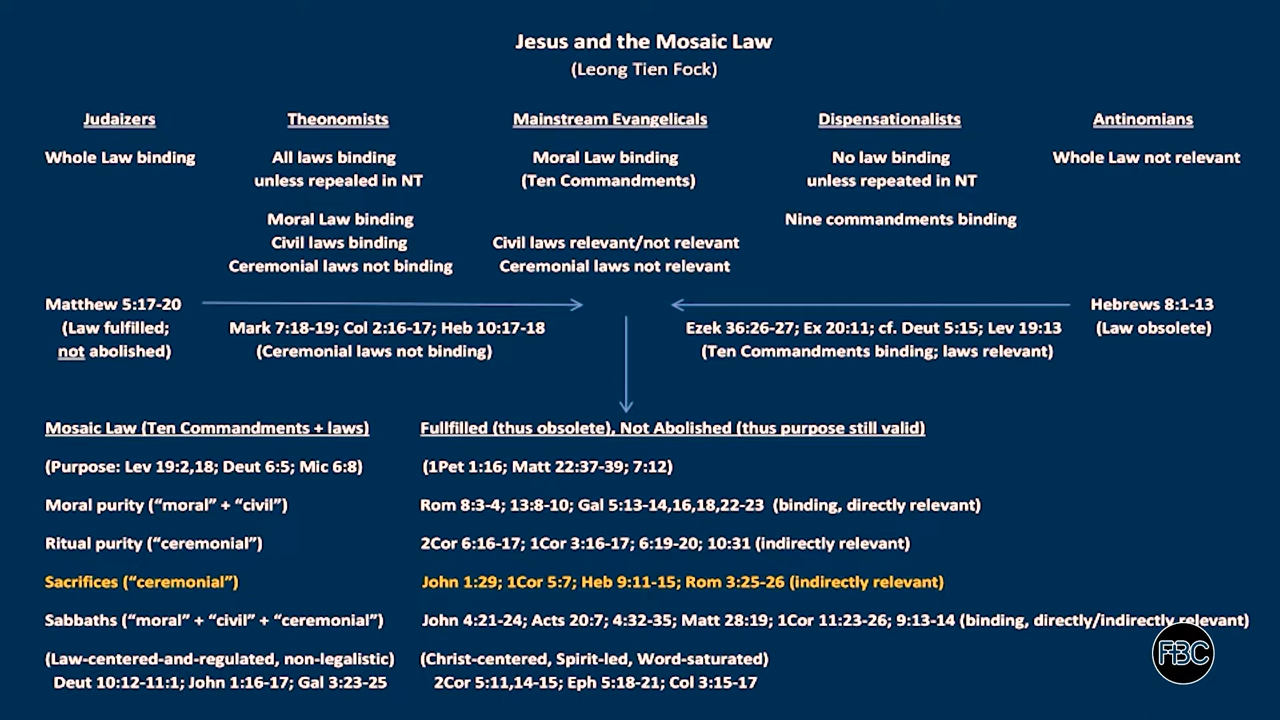 Jesus and the Mosaic Law
(Leong Tien Fock)
Judaizers
Whole Law binding
Theonomists
All laws binding
unless repealed in NT
Moral Law binding
Civil laws binding
Ceremonial laws not binding
Mainstream Evangelicals
Moral Law binding
(Ten Commandments)
Civil laws relevant/not relevant
Ceremonial laws not relevant
Dispensationalists
No law binding
unless repeated in NT
Nine commandments binding
Antinomians
Whole Law not relevant
Matthew 5:17-20
(Law fulfilled;
not abolished)
Mark 7:18-19; Col 2:16-17; Heb 10:17-18
(Ceremonial laws not binding)
Ezek 36:26-27; Ex 20:11; cf. Deut 5:15; Lev 19:13
(Ten Commandments binding; laws relevant)
Hebrews 8:1-13
(Law obsolete)
Mosaic Law (Ten Commandments + laws)
Fullfilled (thus obsolete), Not Abolished (thus purpose still valid)
(Purpose: Lev 19:2,18; Deut 6:5; Mic 6:8)
(1Pet 1:16; Matt 22:37-39; 7:12)
Moral purity (“moral” + “civil”)
Rom 8:3-4; 13:8-10; Gal 5:13-14,16,18,22-23 (binding, directly relevant)
Ritual purity (“ceremonial”)
2Cor 6:16-17; 1Cor 3:16-17; 6:19-20; 10:31 (indirectly relevant)
Sacrifices (“ceremonial”)
John 1:29; 1Cor 5:7; Heb 9:11-15; Rom 3:25-26 (indirectly relevant)
Sabbaths (“moral” + “civil” + “ceremonial”)
John 4:21-24; Acts 20:7; 4:32-35; Matt 28:19; 1Cor 11:23-26; 9:13-14 (binding, directly/indirectly relevant)
(Law-centered-and-regulated, non-legalistic)
(Christ-centered, Spirit-led, Word-saturated)
Deut 10:12-11:1; John 1:16-17; Gal 3:23-25
2Cor 5:11,14-15; Eph 5:18-21; Col 3:15-17
FBC